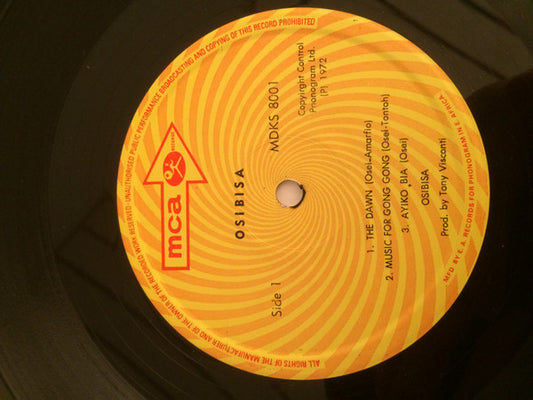 ALL RIGHTS OF THE MANUFACTURER AND OF THE OWNER OF THE RECORDED WORK RESERVED-UNAUTHORISED PUBLIC PERFORMANCE BROADCASTING AND COPYING OF THIS RECORD PROHIBITED
mca
RECORDS
OSIBISA
Side 1
MDKS 8001
Copyright Control
Phonogram Ltd.
(P) 1972
1. THE DAWN (Osei-Amarfio)
2. MUSIC FOR GONG GONG (Osei-Tontoh)
3. AYIKO BIA (Osei)
OSIBISA
Prod. by Tony Visconti
MFD BY E.A. RECORDS FOR PHONOGRAM IN E. AFRICA